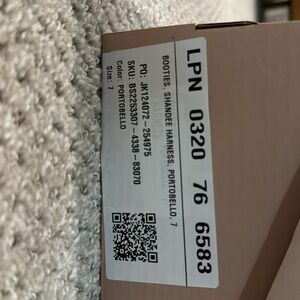 LPN 0320 76 6583
BOOTIES, SHANDEE HARNESS, PORTOBELLO, 7
PO: JK124072-254975
SKU: BS2253307-4338-83070
Color: PORTOBELLO
Size: 7